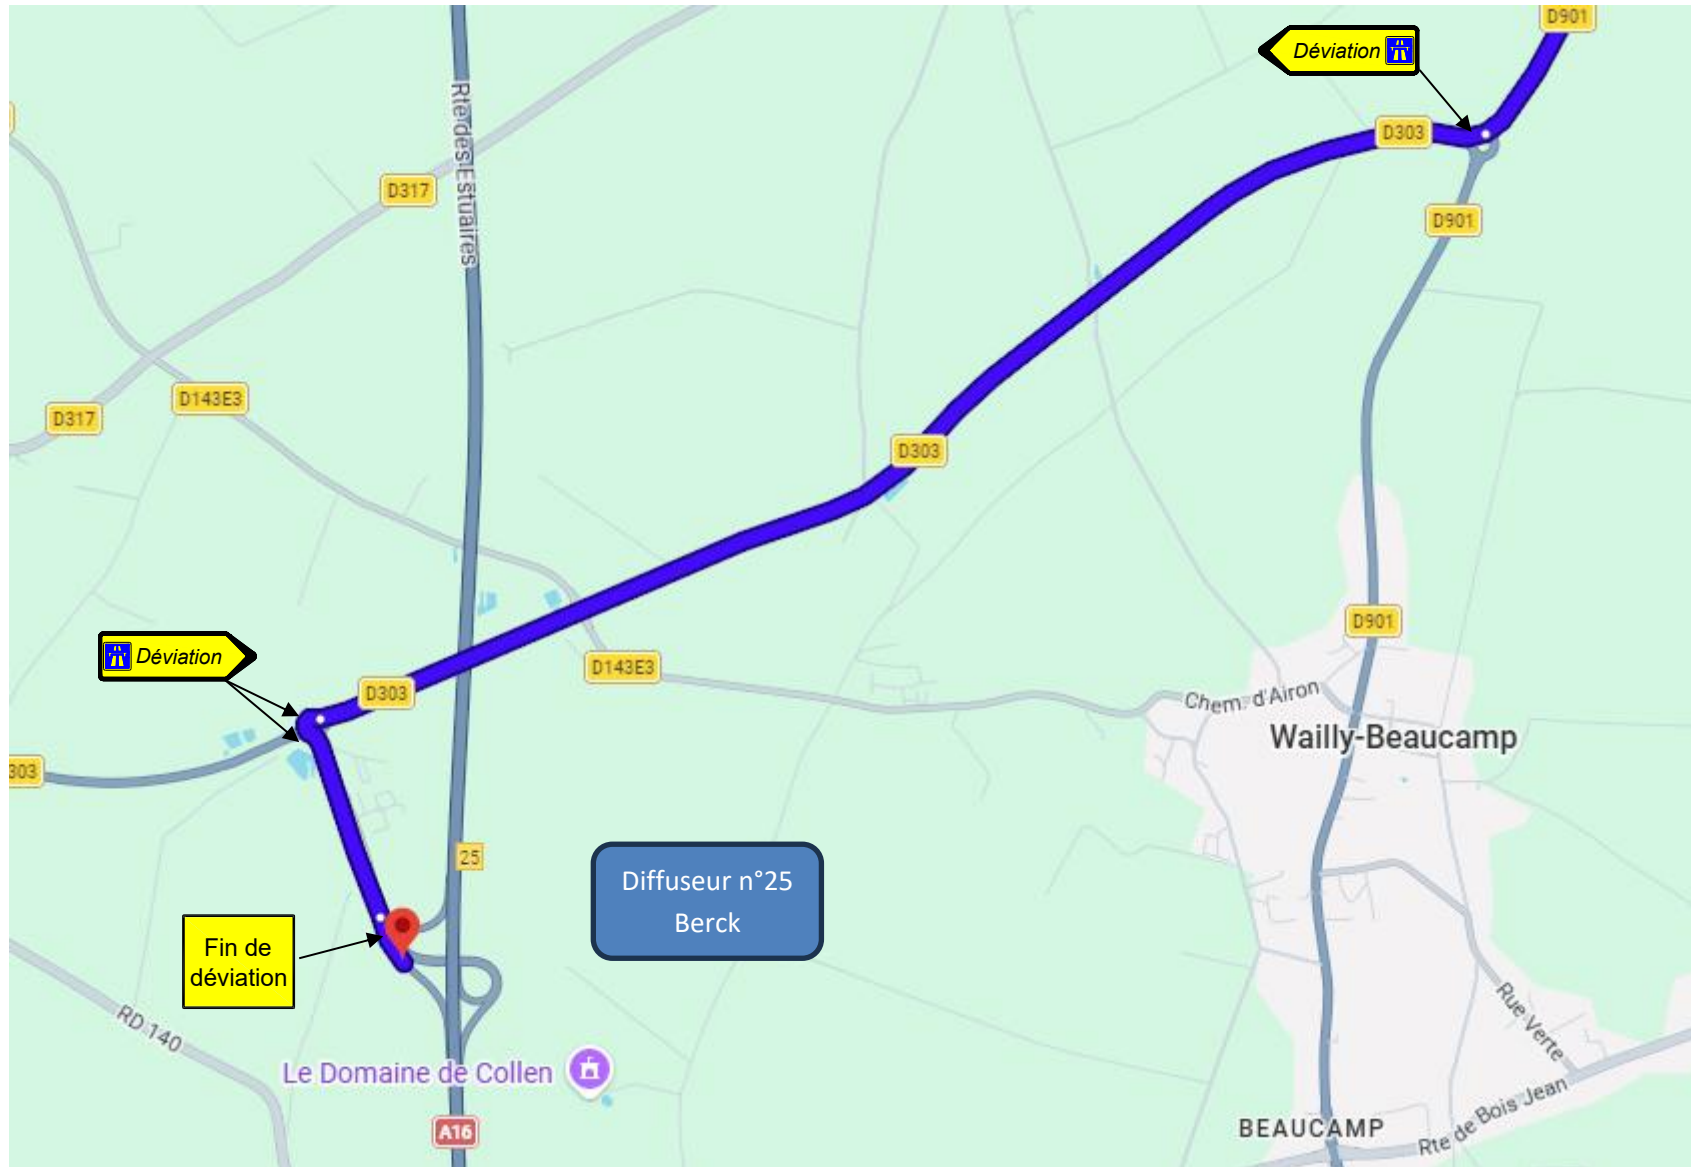 D901
Déviation
D303
Rte des Estuaires
D317
D901
D143E3
D317
D303
D901
Déviation
D143E3
D303
Chem. d'Airon
Wailly-Beaucamp
303
25
Diffuseur n°25
Berck
Fin de
déviation
RD 140
Rue Verte
Le Domaine de Collen
Rte de Bois Jean
A16
BEAUCAMP